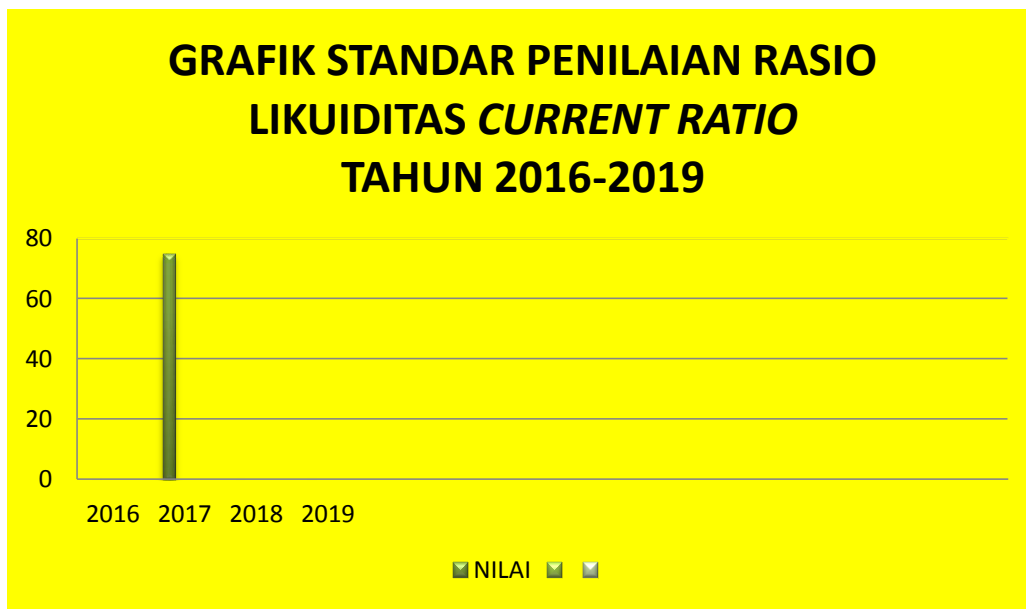 GRAFIK STANDAR PENILAIAN RASIO
LIKUIDITAS CURRENT RATIO
TAHUN 2016-2019
80
60
40
20
0
2016 2017 2018 2019
NILAI